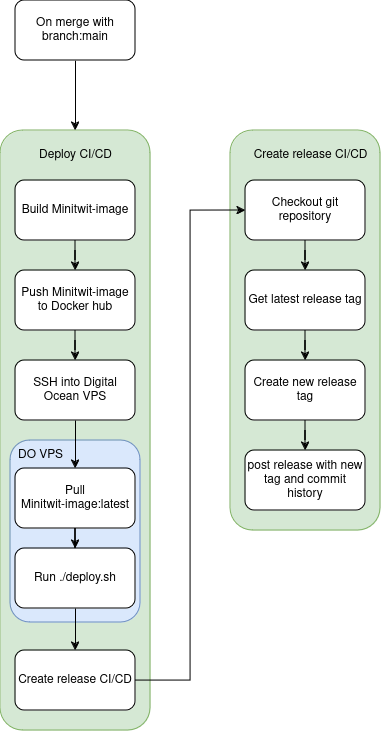 On merge with
branch:main
Deploy CI/CD
Build Minitwit-image
Push Minitwit-image
to Docker hub
SSH into Digital
Ocean VPS
DO VPS
Pull
Minitwit-image:latest
Run ./deploy.sh
Create release CI/CD
Create release CI/CD
Checkout git
repository
Get latest release tag
Create new release
tag
post release with new
tag and commit
history